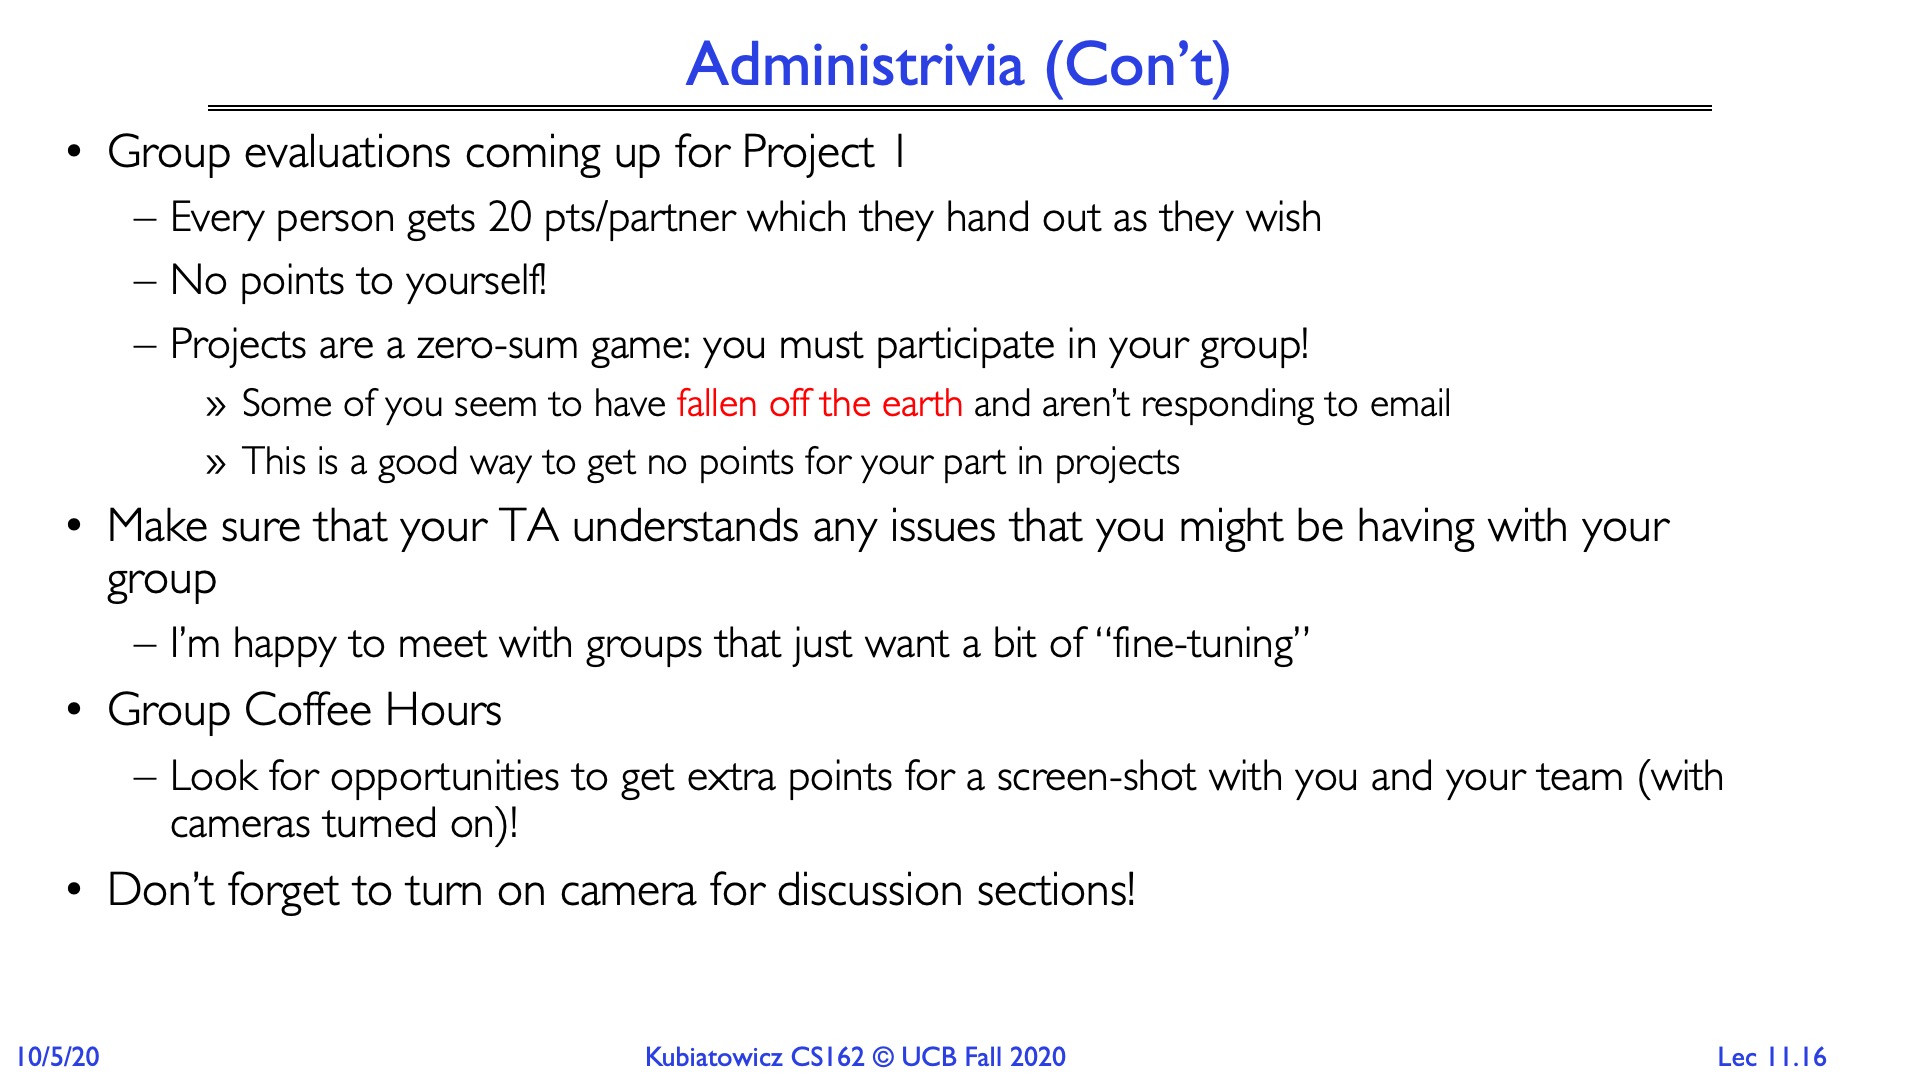 Administrivia (Con’t)
• Group evaluations coming up for Project 1
– Every person gets 20 pts/partner which they hand out as they wish
– No points to yourself!
– Projects are a zero-sum game: you must participate in your group!
» Some of you seem to have fallen off the earth and aren’t responding to email
» This is a good way to get no points for your part in projects
• Make sure that your TA understands any issues that you might be having with your
group
– I’m happy to meet with groups that just want a bit of “fine-tuning”
• Group Coffee Hours
– Look for opportunities to get extra points for a screen-shot with you and your team (with
cameras turned on)!
• Don’t forget to turn on camera for discussion sections!
10/5/20
Kubiatowicz CS162 © UCB Fall 2020
Lec 11.16